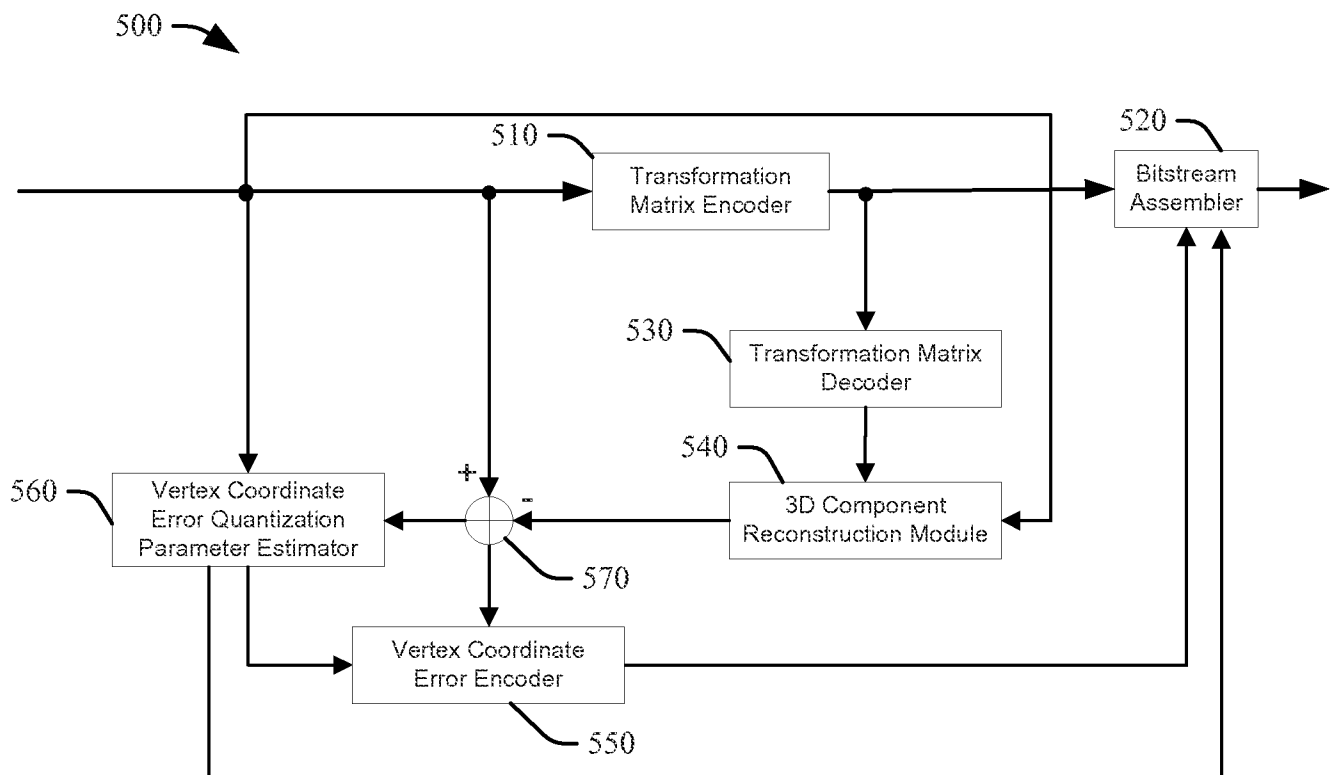 500
510
Transformation
Matrix Encoder
520
Bitstream
Assembler
530
Transformation Matrix
Decoder
540
3D Component
Reconstruction Module
560
Vertex Coordinate
Error Quantization
Parameter Estimator
+
-
570
Vertex Coordinate
Error Encoder
550